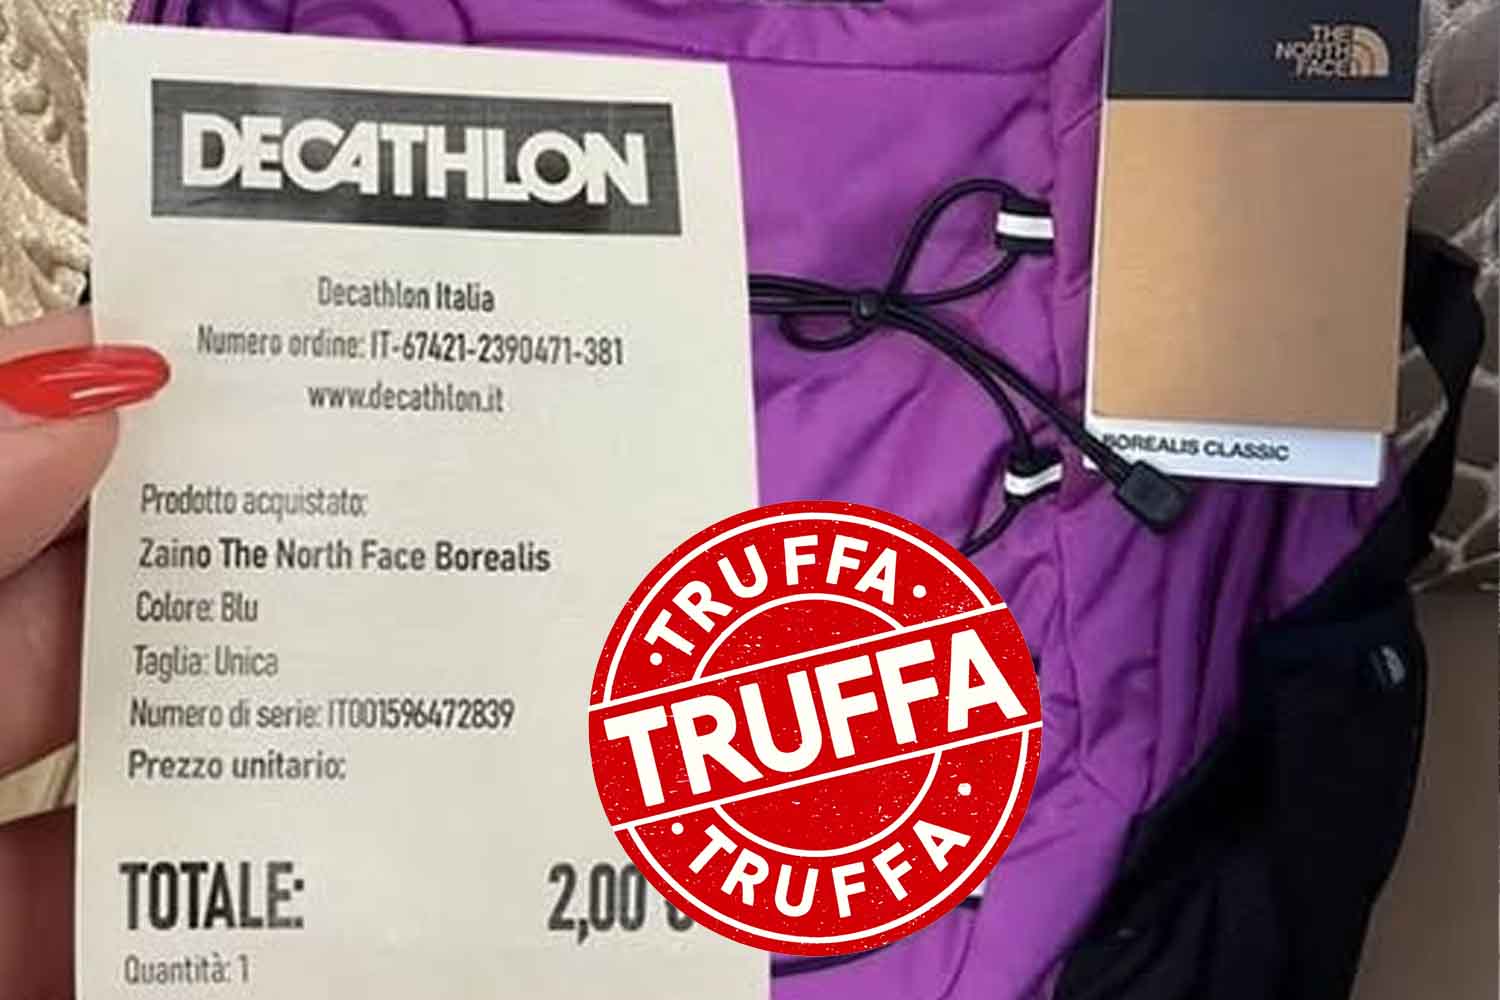 DECATHLON
Decathlon Italia
Numero ordine: IT-67421-2390471-381
www.decathlon.it
Prodotto acquistato:
Zaino The North Face Borealis
Colore: Blu
Taglia: Unica
Numero di serie: IT001596472839
Prezzo unitario:
TOTALE: 2,00
Quantità: 1
THE
NORTH
FACE
BOREALIS CLASSIC
TRUFFA
TRUFFA
TRUFFA